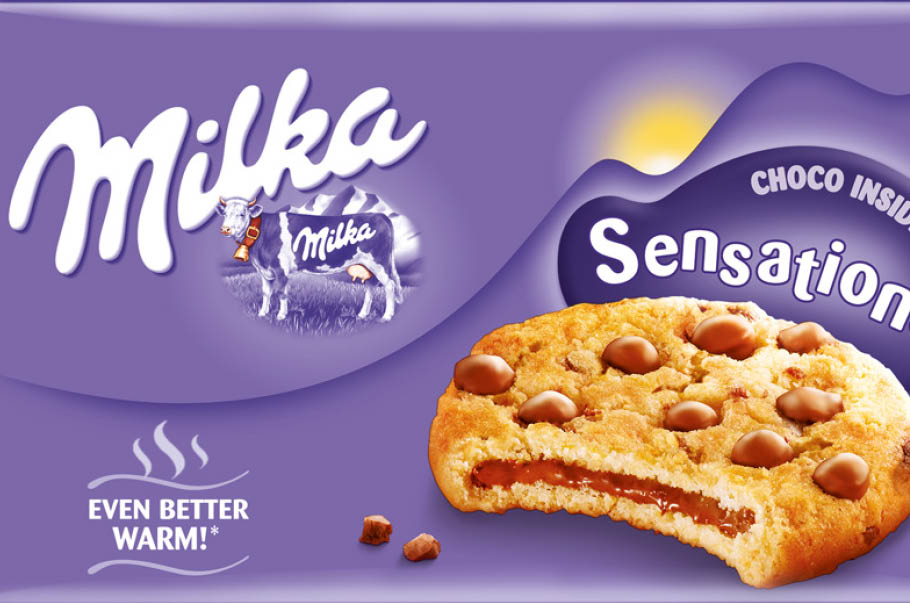 Milka
Milka
CHOCO INSID
Sensation
EVEN BETTER
WARM!*